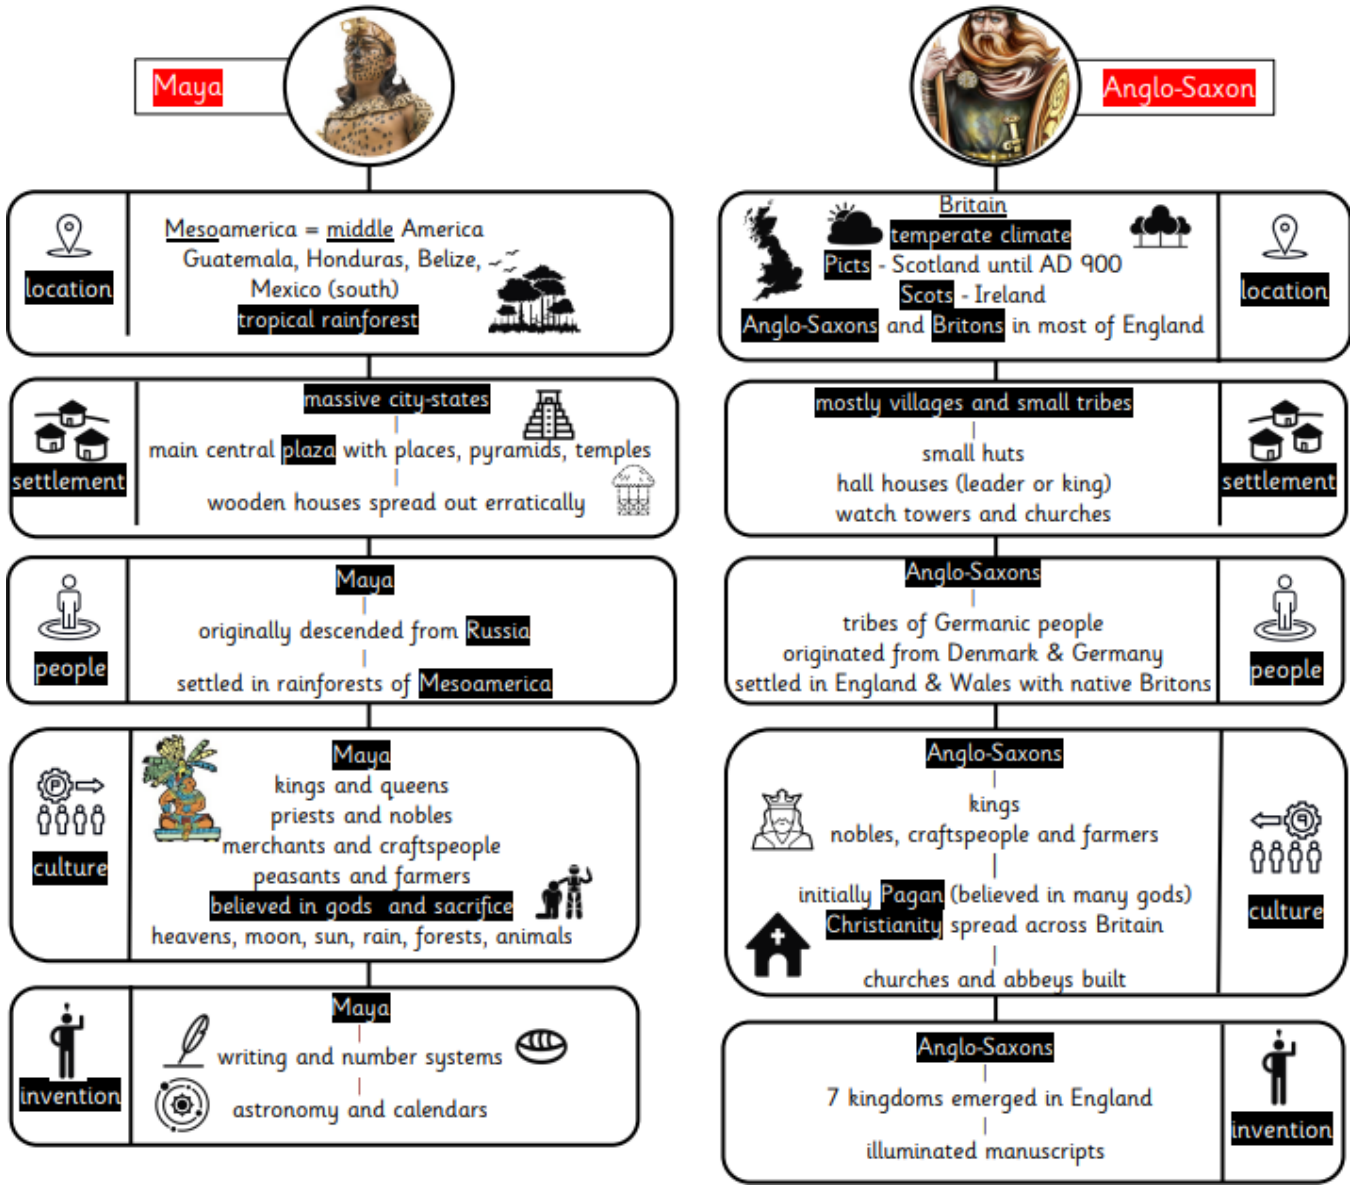 Maya
location
Mesoamerica = middle America
Guatemala, Honduras, Belize,
Mexico (south)
tropical rainforest
settlement
massive city-states
main central plaza with places, pyramids, temples
wooden houses spread out erratically
people
Maya
originally descended from Russia
settled in rainforests of Mesoamerica
culture
Maya
kings and queens
priests and nobles
merchants and craftspeople
peasants and farmers
believed in gods and sacrifice
heavens, moon, sun, rain, forests, animals
invention
Maya
writing and number systems
astronomy and calendars
Anglo-Saxon
Britain
temperate climate
Picts - Scotland until AD 900
Scots - Ireland
Anglo-Saxons and Britons in most of England
location
mostly villages and small tribes
small huts
hall houses (leader or king)
watch towers and churches
settlement
Anglo-Saxons
tribes of Germanic people
originated from Denmark & Germany
settled in England & Wales with native Britons
people
Anglo-Saxons
kings
nobles, craftspeople and farmers
initially Pagan (believed in many gods)
Christianity spread across Britain
churches and abbeys built
culture
Anglo-Saxons
7 kingdoms emerged in England
illuminated manuscripts
invention